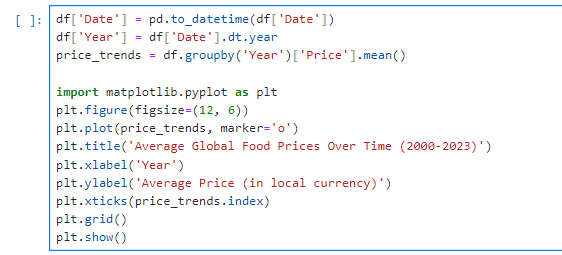 [ ]: df['Date'] = pd.to_datetime(df['Date'])
df['Year'] = df['Date'].dt.year
price_trends = df.groupby('Year')['Price'].mean()
import matplotlib.pyplot as plt
plt.figure(figsize=(12, 6))
plt.plot(price_trends, marker='o')
plt.title('Average Global Food Prices Over Time (2000-2023)')
plt.xlabel('Year')
plt.ylabel('Average Price (in local currency)')
plt.xticks(price_trends.index)
plt.grid()
plt.show()